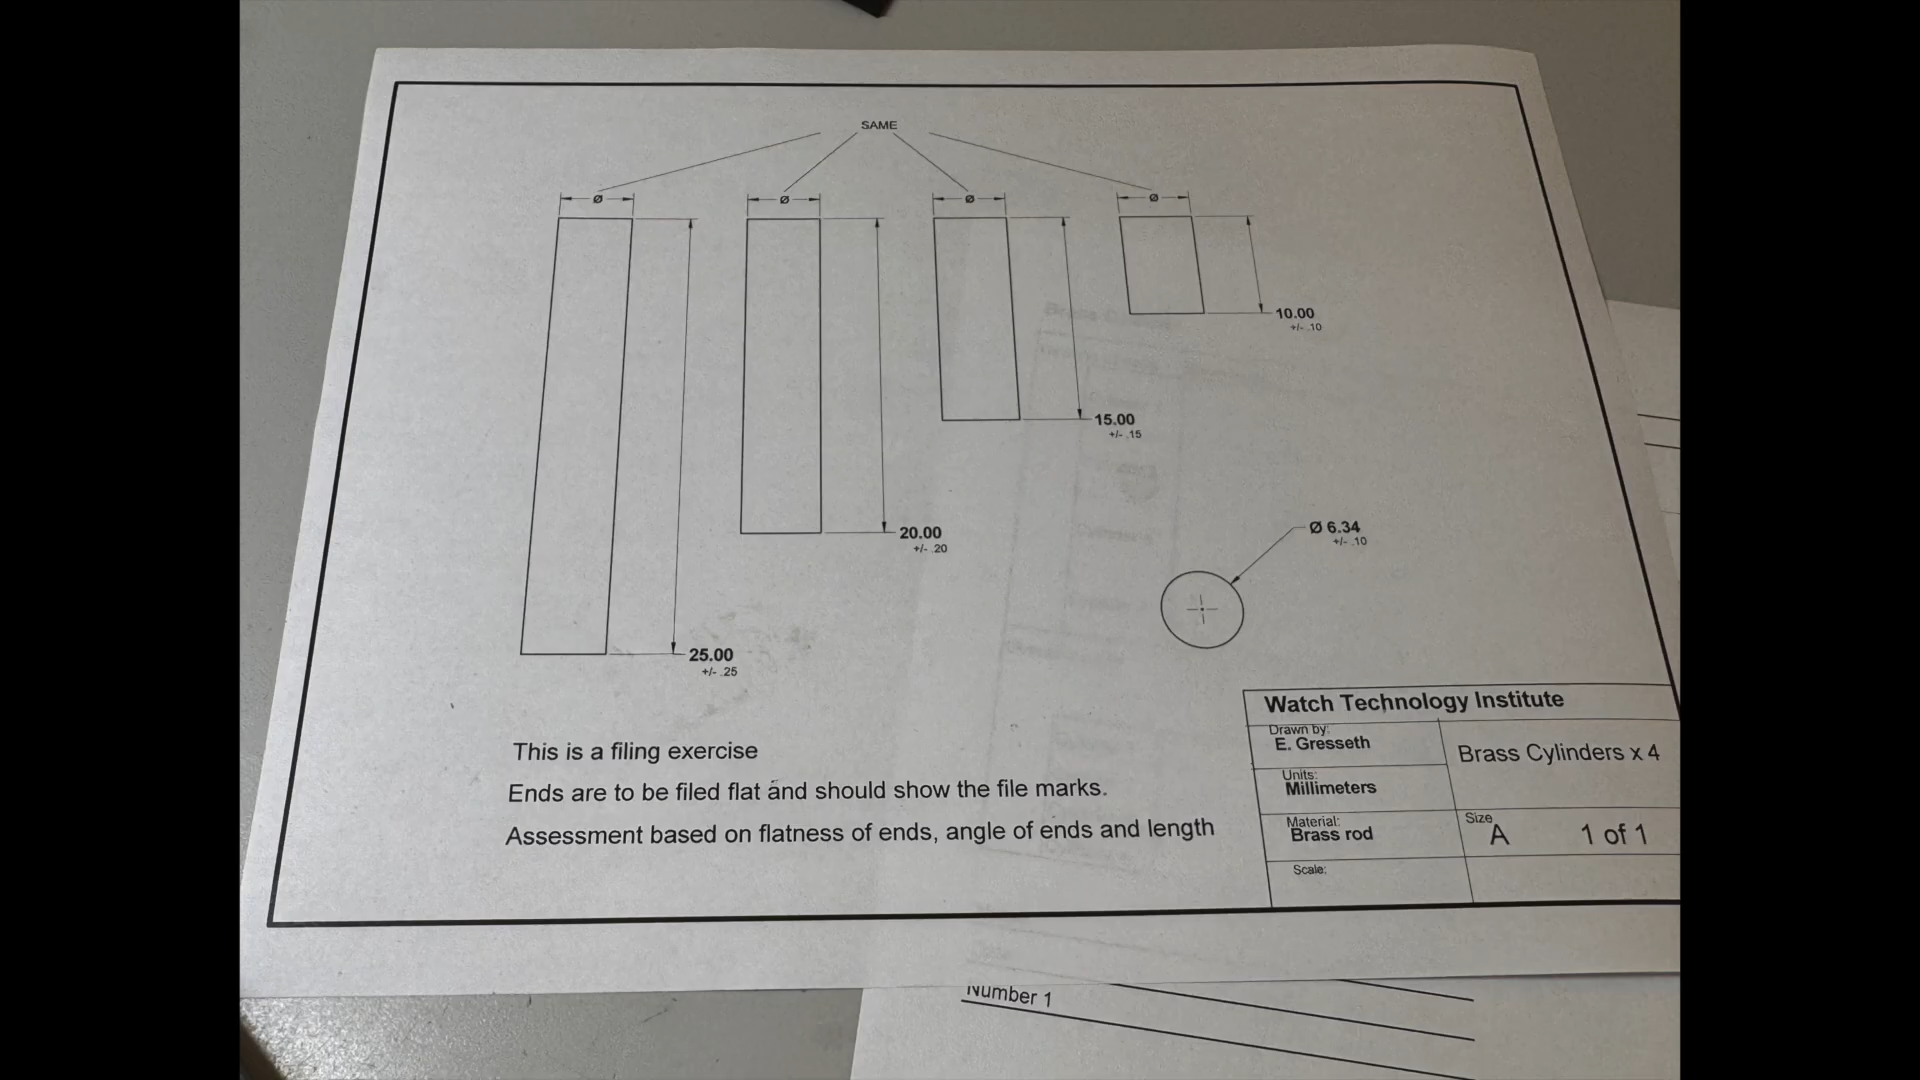 SAME
Ø Ø Ø Ø
10.00
+/- .10
15.00
+/- .15
20.00
+/- .20
Ø 6.34
+/- .10
25.00
+/- .25
This is a filing exercise
Ends are to be filed flat and should show the file marks.
Assessment based on flatness of ends, angle of ends and length
Watch Technology Institute
Drawn by:
E. Gresseth
Brass Cylinders x 4
Units:
Millimeters
Material:
Brass rod
Size
A
1 of 1
Scale:
Number 1